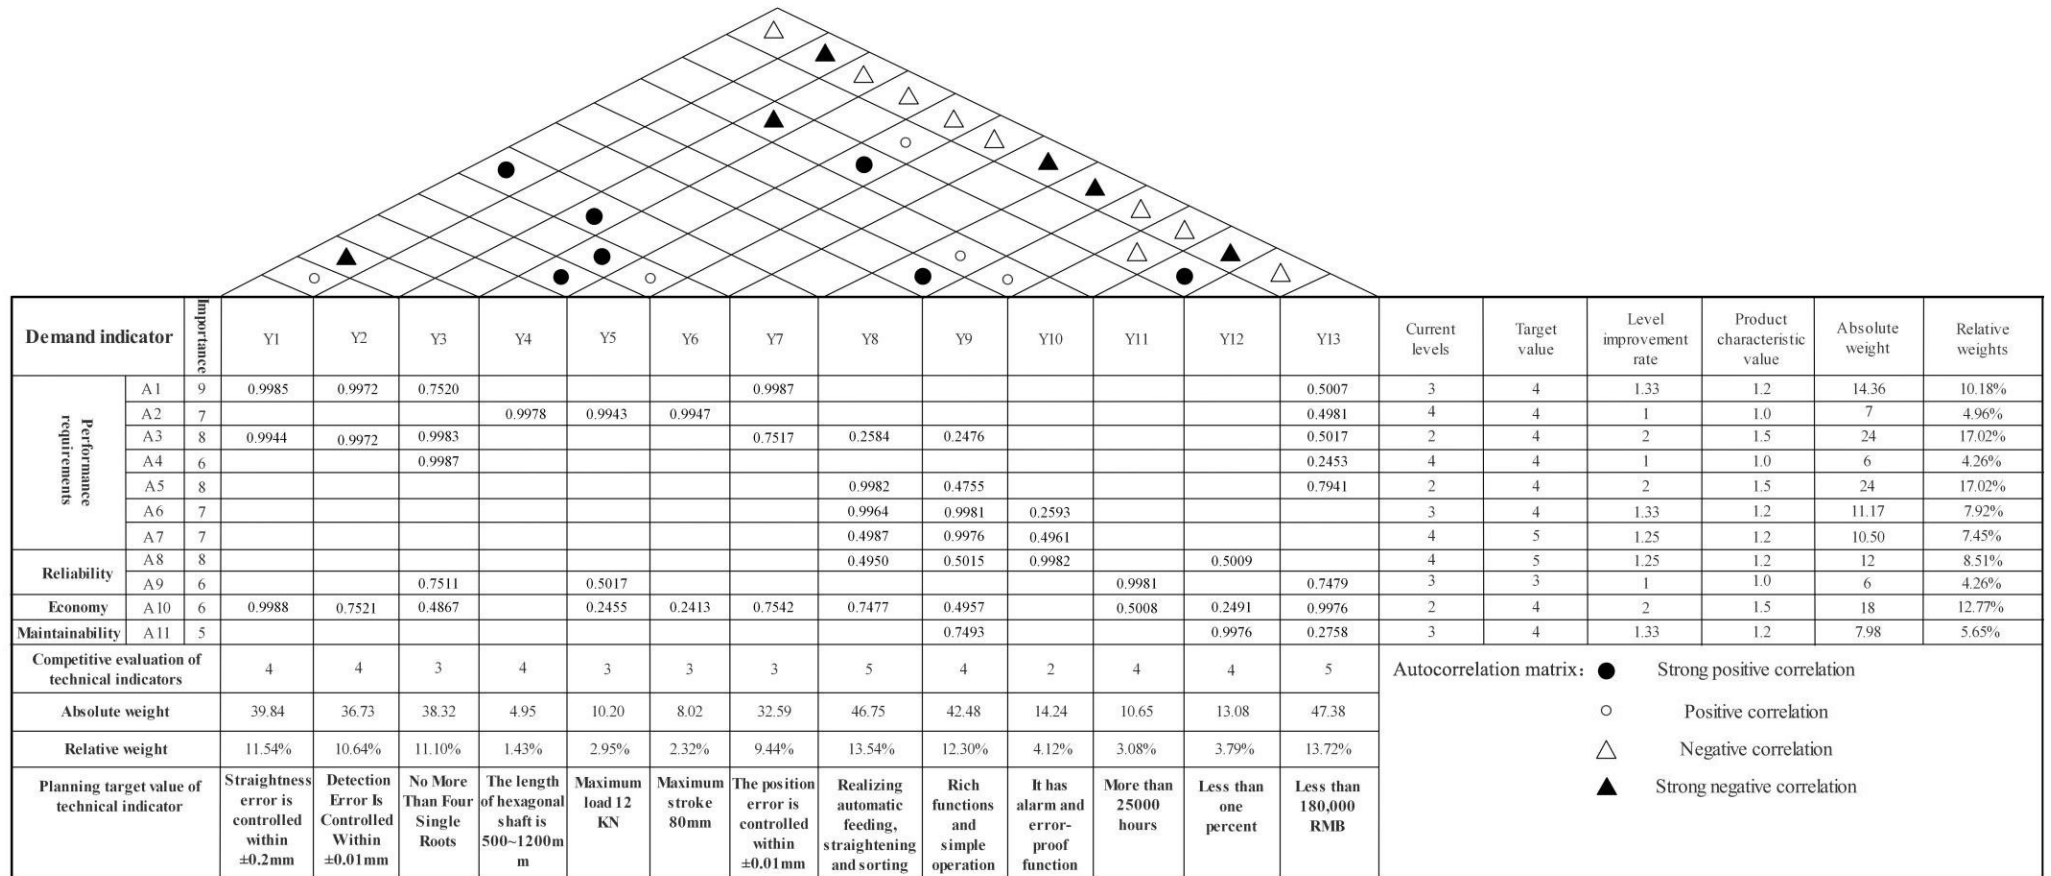 Demand indicator Importance Y1 Y2 Y3 Y4 Y5 Y6 Y7 Y8 Y9 Y10 Y11 Y12 Y13 Current levels Target value Level improvement rate Product characteristic value Absolute weight Relative weights
Performance requirements
A1 9 0.9985 0.9972 0.7520 0.9987 0.5007 3 4 1.33 1.2 14.36 10.18%
A2 7 0.9978 0.9943 0.9947 0.4981 4 4 1 1.0 7 4.96%
A3 8 0.9944 0.9972 0.9983 0.7517 0.2584 0.2476 0.5017 2 4 2 1.5 24 17.02%
A4 6 0.9987 0.2453 4 4 1 1.0 6 4.26%
A5 8 0.9982 0.4755 0.7941 2 4 2 1.5 24 17.02%
A6 7 0.9964 0.9981 0.2593 3 4 1.33 1.2 11.17 7.92%
A7 7 0.4987 0.9976 0.4961 4 5 1.25 1.2 10.50 7.45%
Reliability
A8 8 0.4950 0.5015 0.9982 0.5009 4 5 1.25 1.2 12 8.51%
A9 6 0.7511 0.5017 0.9981 0.7479 3 3 1 1.0 6 4.26%
Economy A10 6 0.9988 0.7521 0.4867 0.2455 0.2413 0.7542 0.7477 0.4957 0.5008 0.2491 0.9976 2 4 2 1.5 18 12.77%
Maintainability A11 5 0.7493 0.9976 0.2758 3 4 1.33 1.2 7.98 5.65%
Competitive evaluation of technical indicators 4 4 3 4 3 3 3 5 4 2 4 4 5
Absolute weight 39.84 36.73 38.32 4.95 10.20 8.02 32.59 46.75 42.48 14.24 10.65 13.08 47.38
Relative weight 11.54% 10.64% 11.10% 1.43% 2.95% 2.32% 9.44% 13.54% 12.30% 4.12% 3.08% 3.79% 13.72%
Planning target value of technical indicator
Straightness error is controlled within ±0.2mm
Detection Error Is Controlled Within ±0.01mm
No More Than Four Single Roots
The length of hexagonal shaft is 500~1200mm
Maximum load 12 KN
Maximum stroke 80mm
The position error is controlled within ±0.01mm
Realizing automatic feeding, straightening and sorting
Rich functions and simple operation
It has alarm and error-proof function
More than 25000 hours
Less than one percent
Less than 180,000 RMB
Autocorrelation matrix: Strong positive correlation
Positive correlation
Negative correlation
Strong negative correlation